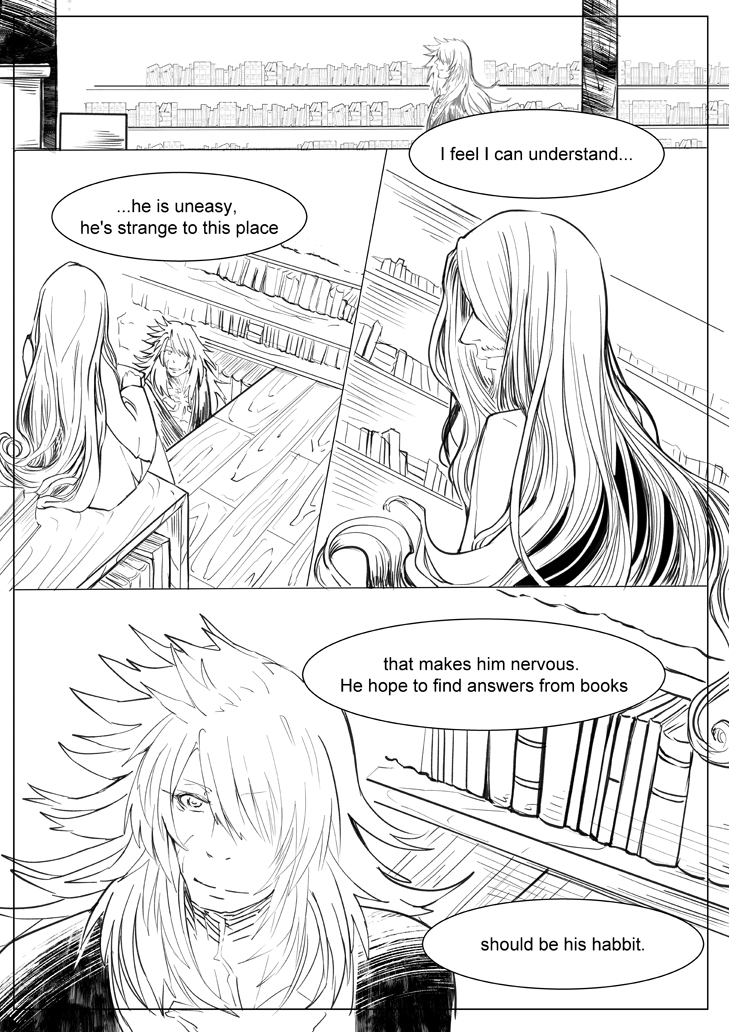 I feel I can understand...
...he is uneasy,
he's strange to this place
that makes him nervous.
He hope to find answers from books
should be his habbit.